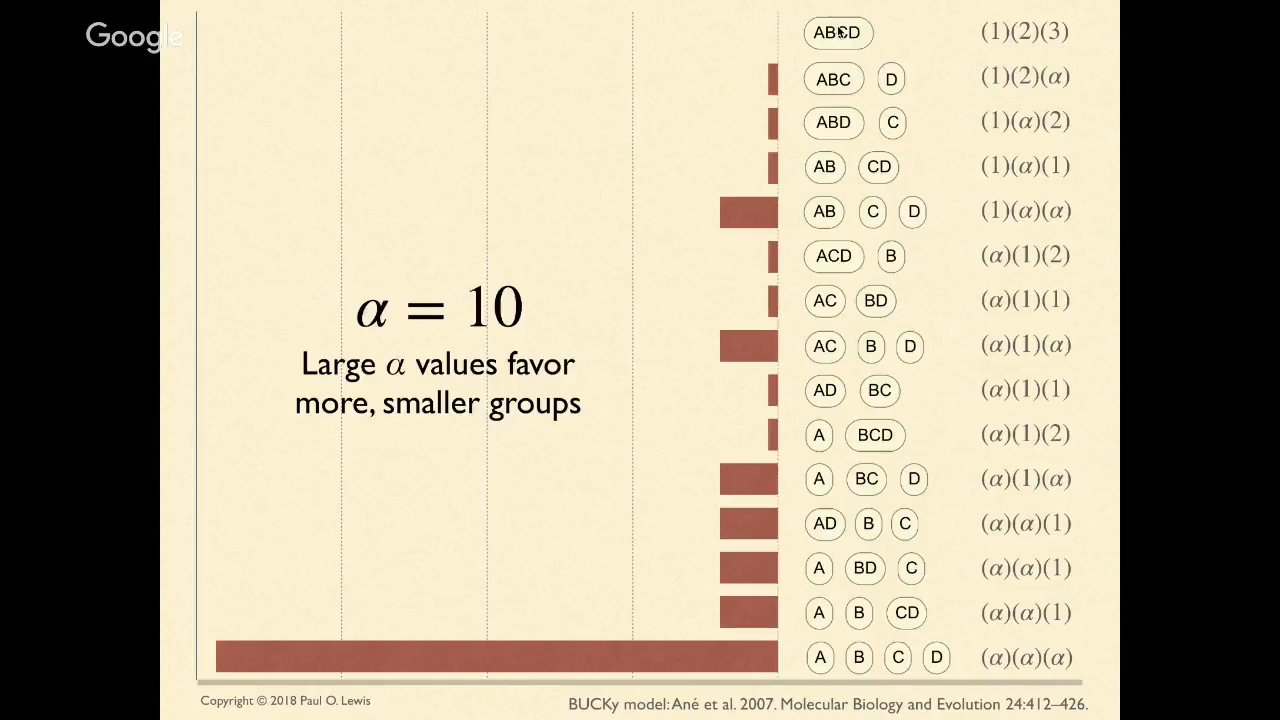 Google
ABCD (1)(2)(3)
ABC D (1)(2)(α)
ABD C (1)(α)(2)
AB CD (1)(α)(1)
AB C D (1)(α)(α)
ACD B (α)(1)(2)
AC BD (α)(1)(1)
AC B D (α)(1)(α)
AD BC (α)(1)(1)
A BCD (α)(1)(2)
A BC D (α)(1)(α)
AD B C (α)(α)(1)
A BD C (α)(α)(1)
A B CD (α)(α)(1)
A B C D (α)(α)(α)
α = 10
Large α values favor
more, smaller groups
Copyright © 2018 Paul O. Lewis
BUCKy model: Ané et al. 2007. Molecular Biology and Evolution 24:412–426.